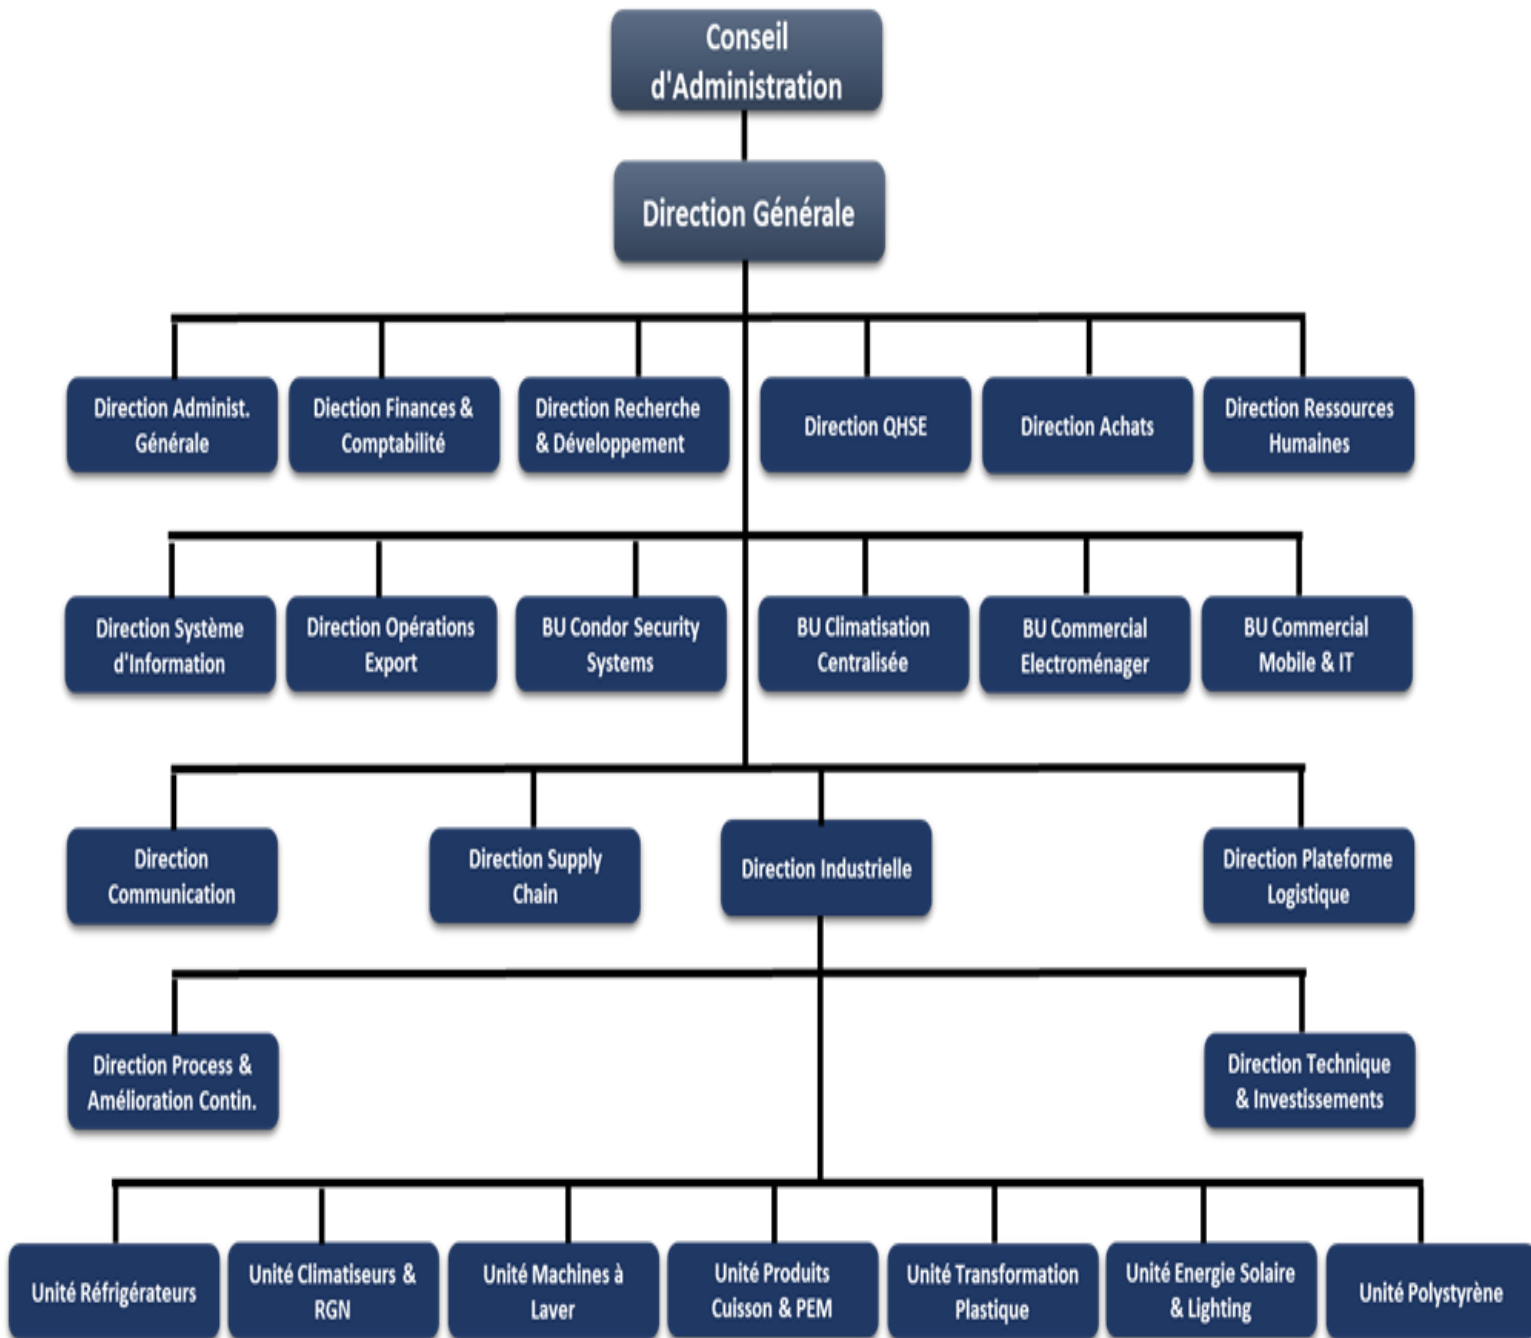 Conseil
d'Administration
Direction Générale
Direction Administ.
Générale
Diection Finances &
Comptabilité
Direction Recherche
& Développement
Direction QHSE
Direction Achats
Direction Ressources
Humaines
Direction Système
d'Information
Direction Opérations
Export
BU Condor Security
Systems
BU Climatisation
Centralisée
BU Commercial
Electroménager
BU Commercial
Mobile & IT
Direction
Communication
Direction Supply
Chain
Direction Industrielle
Direction Plateforme
Logistique
Direction Process &
Amélioration Contin.
Direction Technique
& Investissements
Unité Réfrigérateurs
Unité Climatiseurs &
RGN
Unité Machines à
Laver
Unité Produits
Cuisson & PEM
Unité Transformation
Plastique
Unité Energie Solaire
& Lighting
Unité Polystyrène